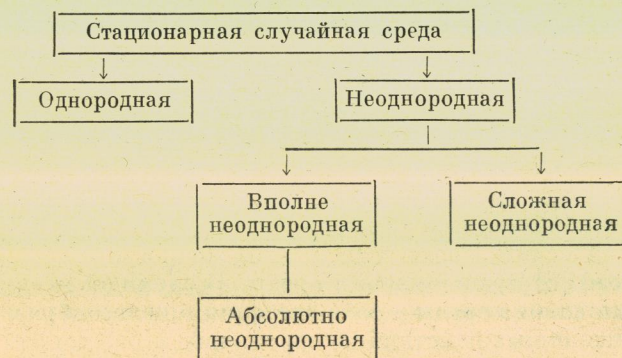 Стационарная случайная среда
Однородная
Неоднородная
Вполне
неоднородная
Сложная
неоднородная
Абсолютно
неоднородная